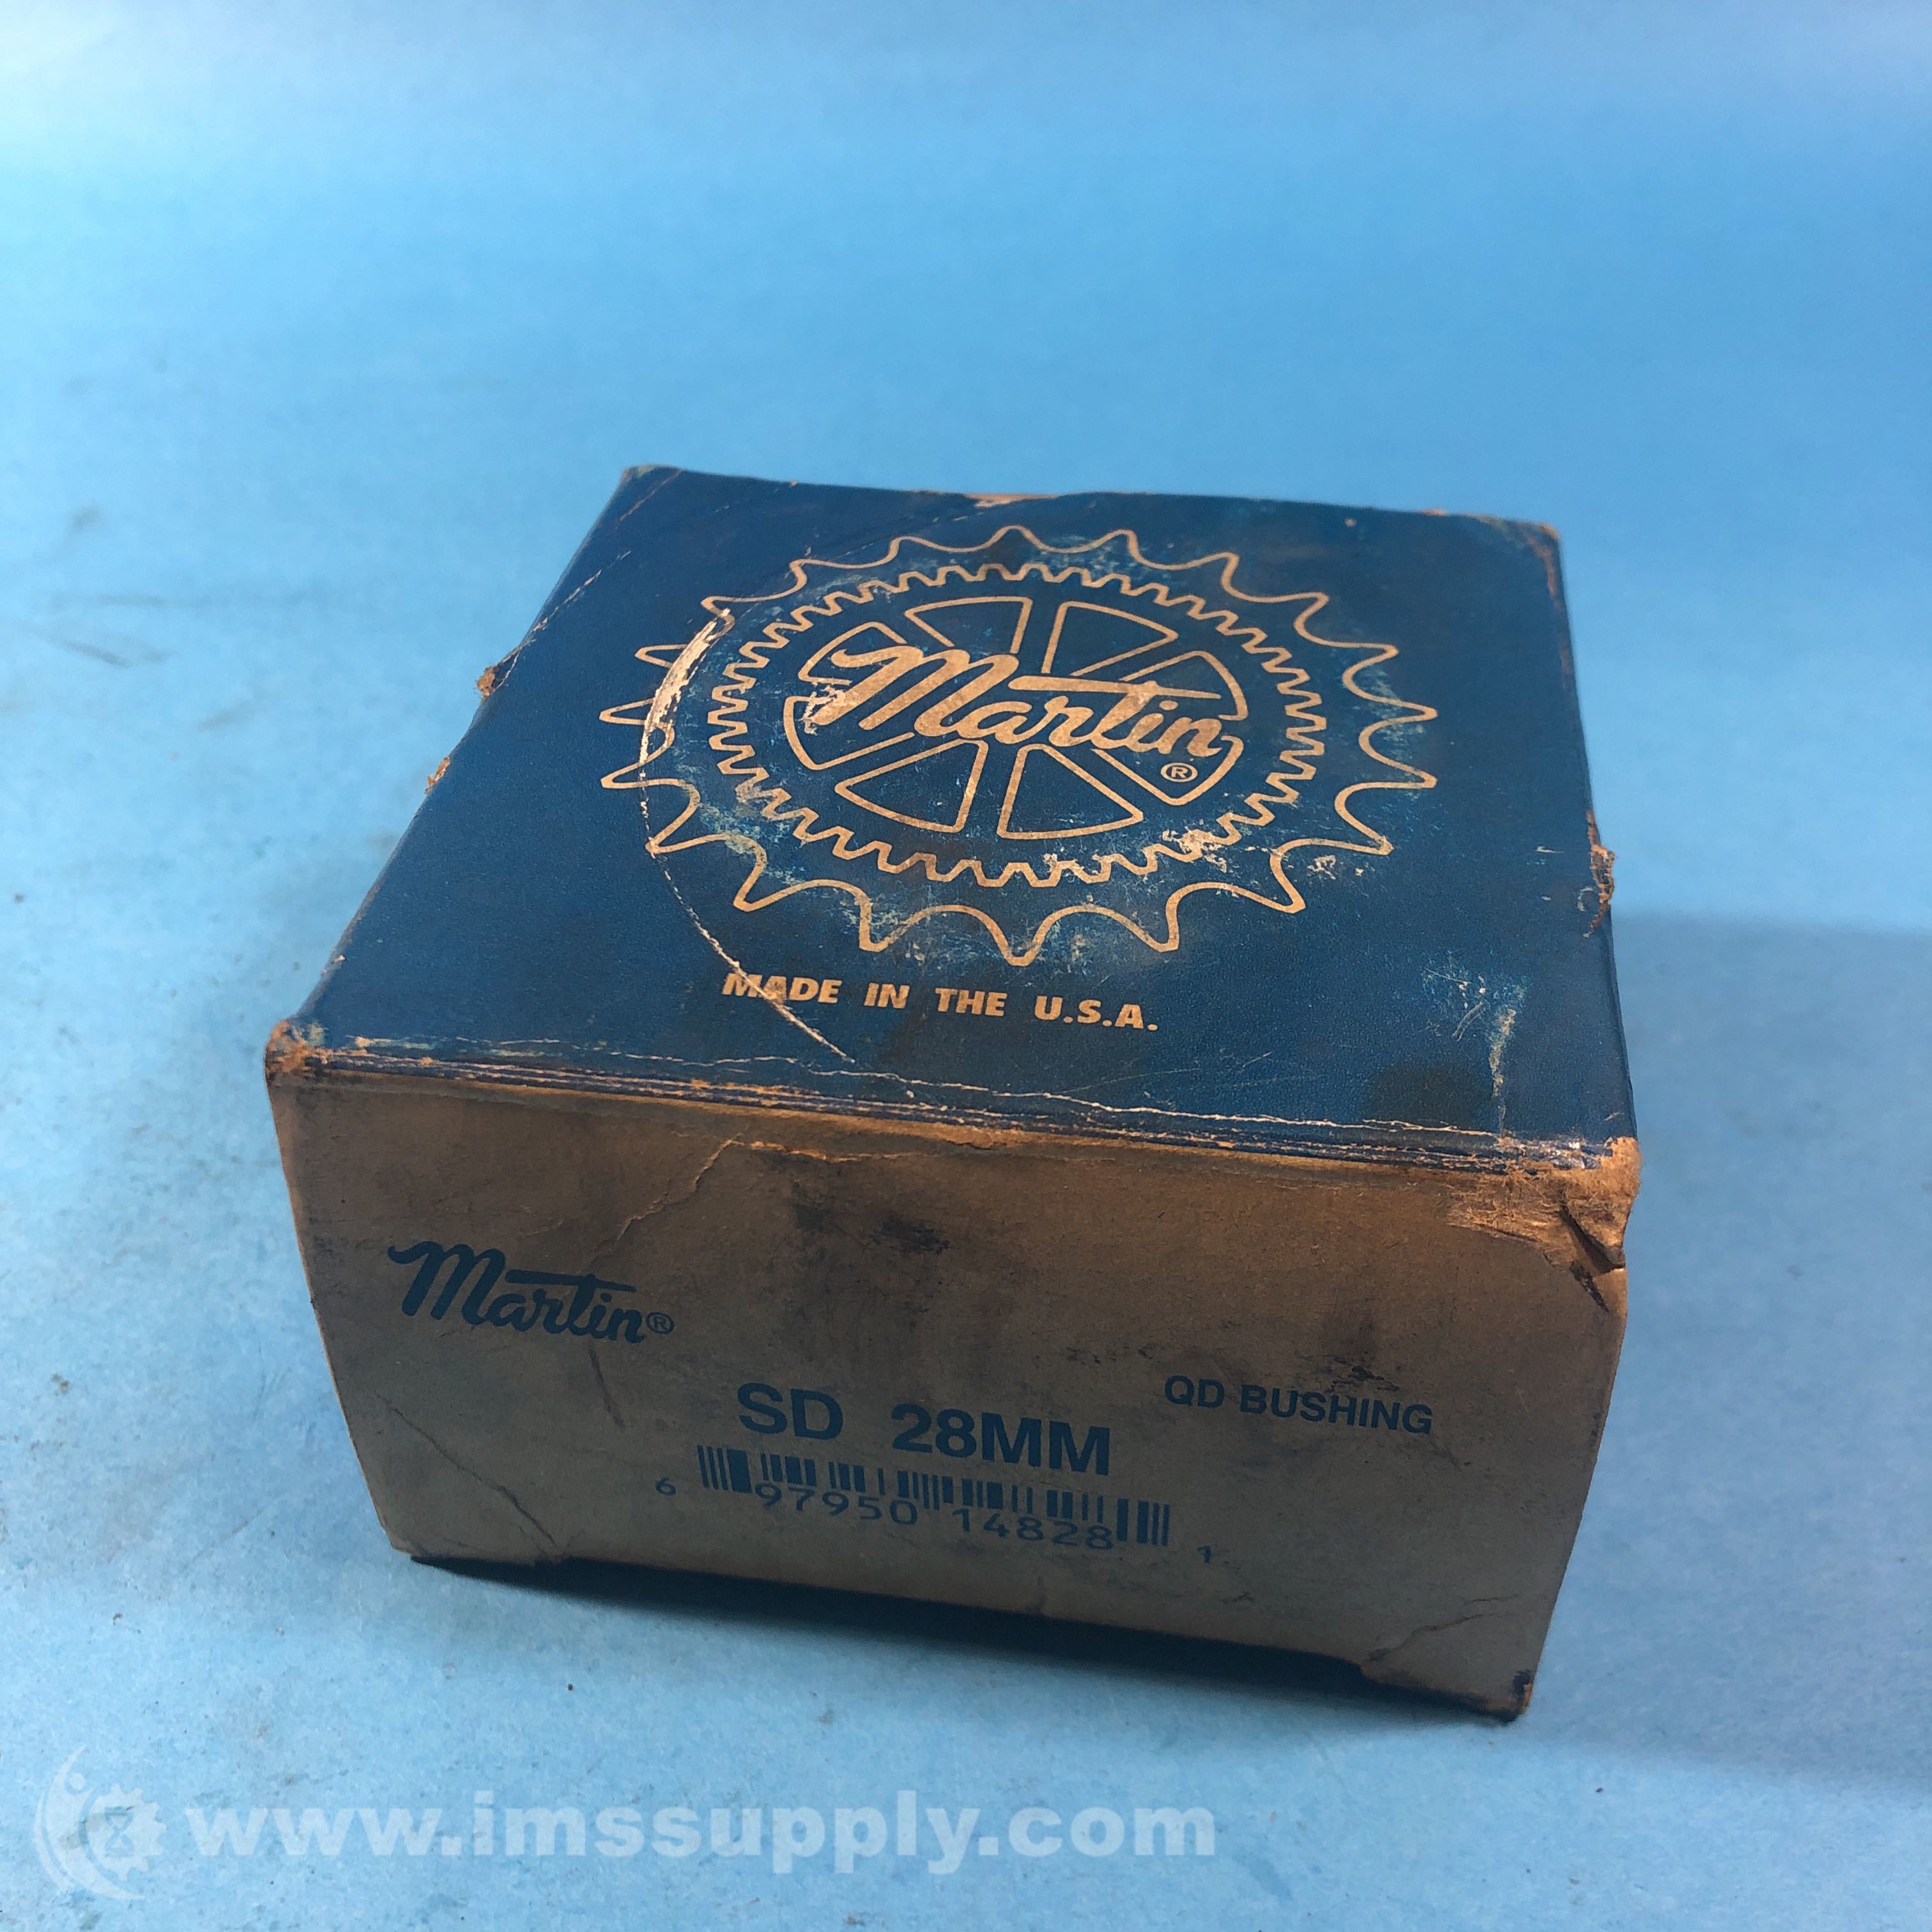 Martin®
MADE IN THE U.S.A.
Martin®
QD BUSHING
SD 28MM
6 97950 14828 1
www.imssupply.com